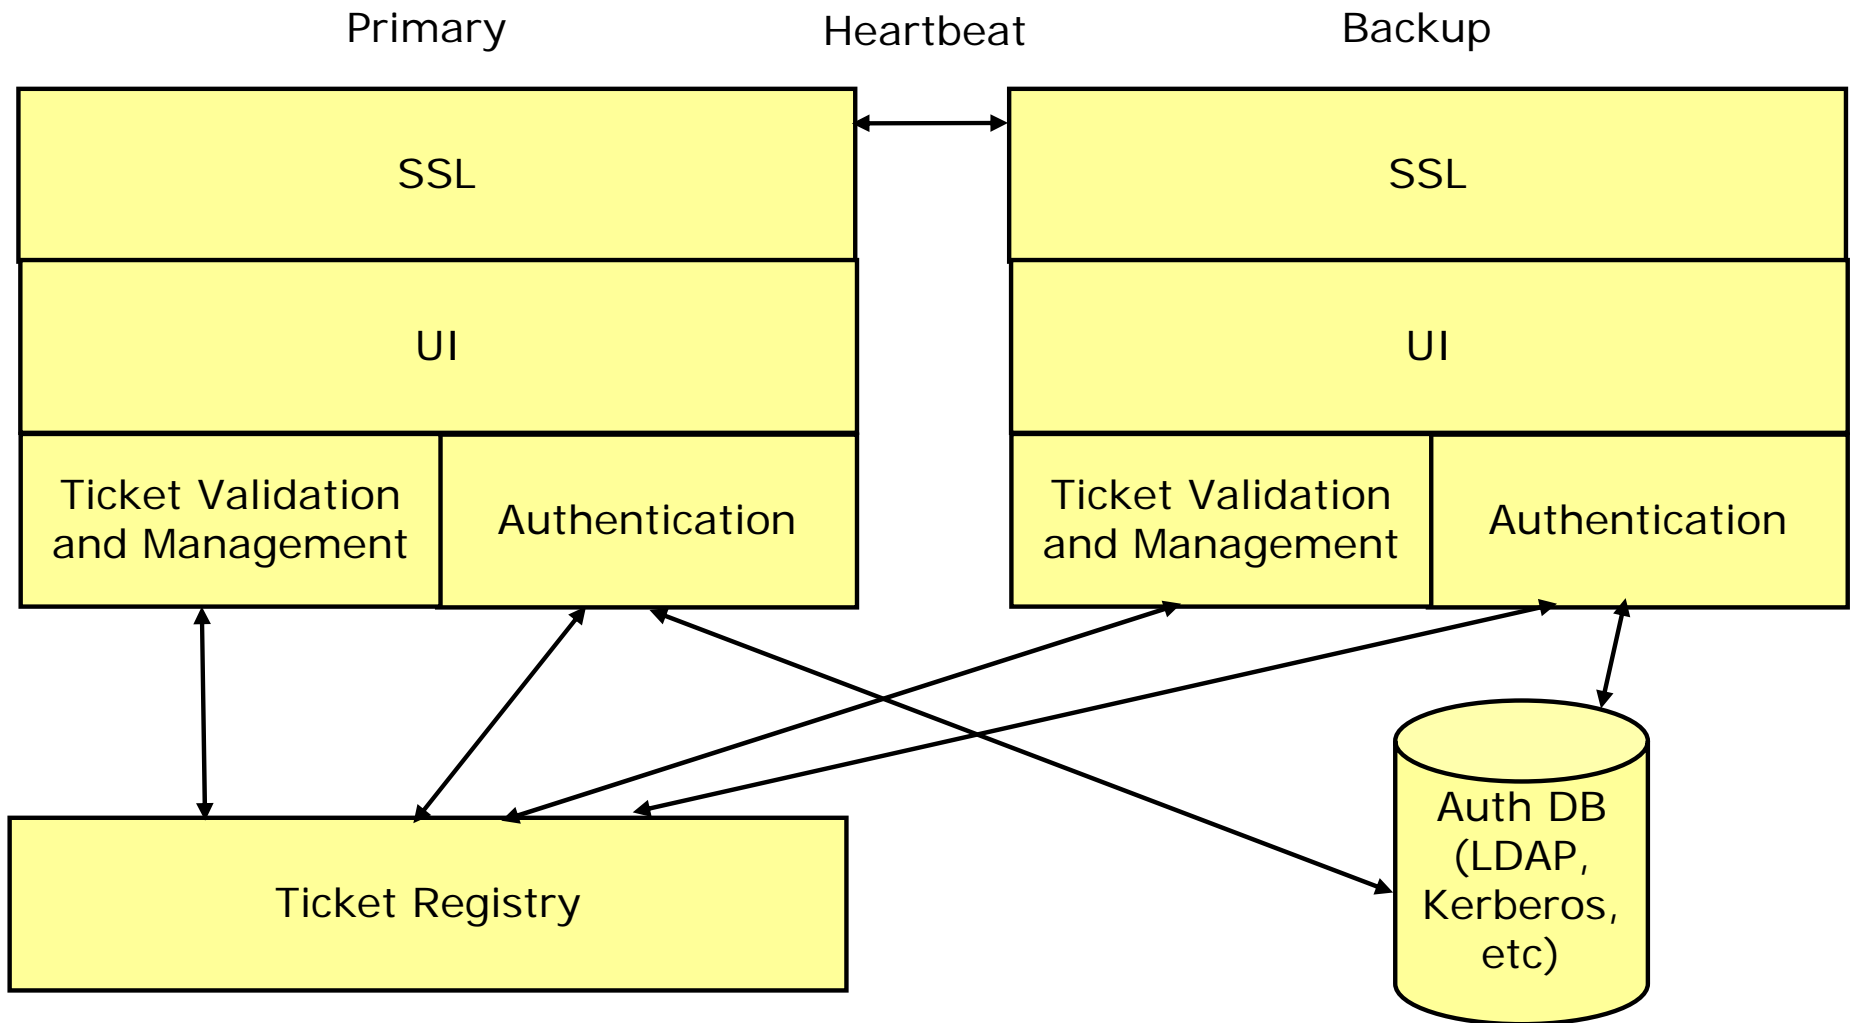 Primary
Heartbeat
Backup
SSL
SSL
UI
UI
Ticket Validation
and Management
Authentication
Ticket Validation
and Management
Authentication
Ticket Registry
Auth DB
(LDAP,
Kerberos,
etc)